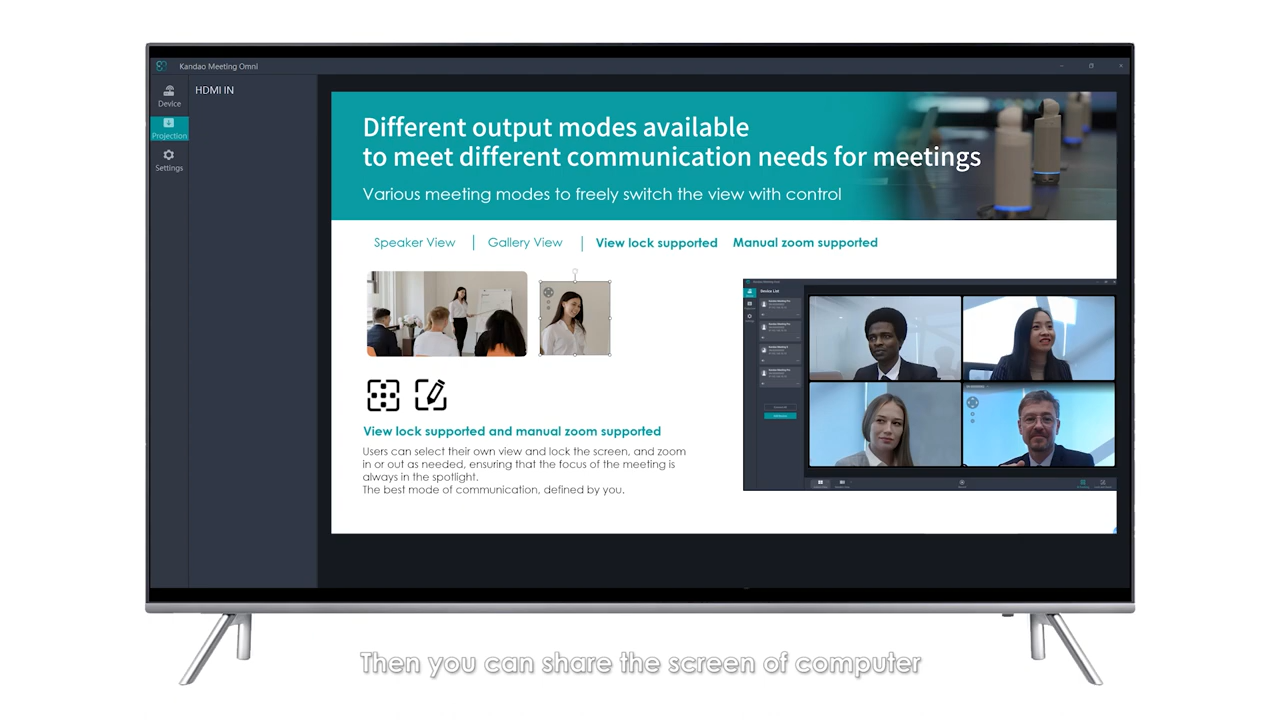 Kandao Meeting Omni
Device
Projection
Settings
HDMI IN
Different output modes available
to meet different communication needs for meetings
Various meeting modes to freely switch the view with control
Speaker View | Gallery View | View lock supported Manual zoom supported
Device List
View lock supported and manual zoom supported
Users can select their own view and lock the screen, and zoom
in or out as needed, ensuring that the focus of the meeting is
always in the spotlight.
The best mode of communication, defined by you.
Then you can share the screen of computer